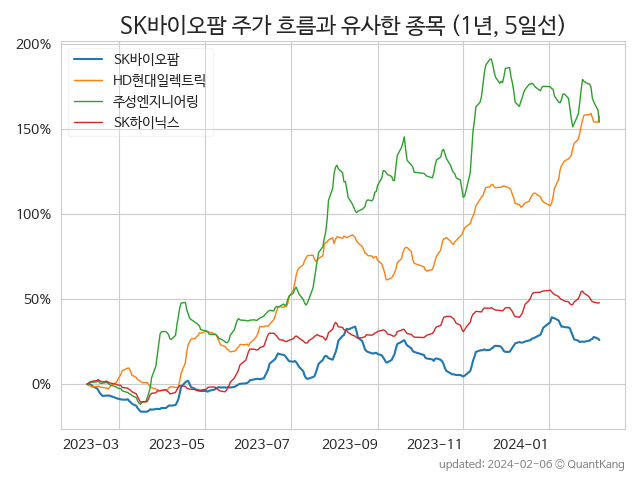 SK바이오팜 주가 흐름과 유사한 종목 (1년, 5일선)
SK바이오팜
HD현대일렉트릭
주성엔지니어링
SK하이닉스
200%
150%
100%
50%
0%
2023-03 2023-05 2023-07 2023-09 2023-11 2024-01
updated: 2024-02-06 © QuantKang